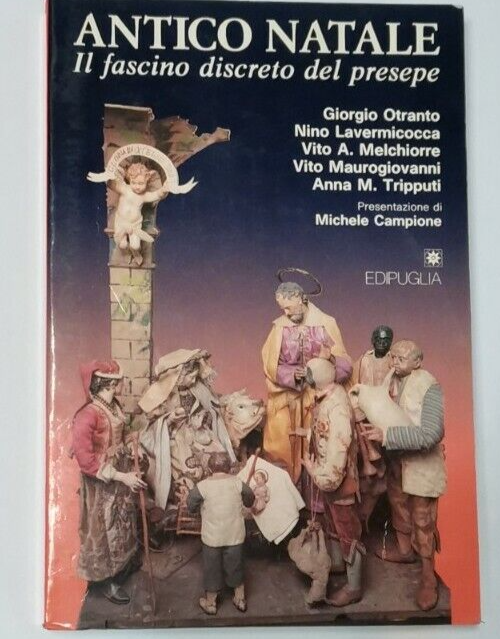 ANTICO NATALE
Il fascino discreto del presepe
Giorgio Otranto
Nino Lavermicocca
Vito A. Melchiorre
Vito Maurogiovanni
Anna M. Tripputi
Presentazione di
Michele Campione
EDIPUGLIA